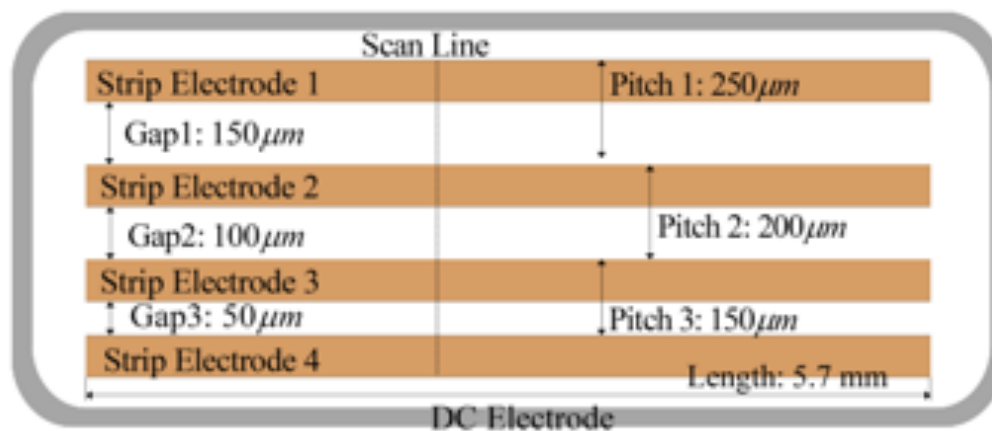 Scan Line
Strip Electrode 1
Pitch 1: 250μm
Gap1: 150μm
Strip Electrode 2
Pitch 2: 200μm
Gap2: 100μm
Strip Electrode 3
Gap3: 50μm
Pitch 3: 150μm
Strip Electrode 4
Length: 5.7 mm
DC Electrode